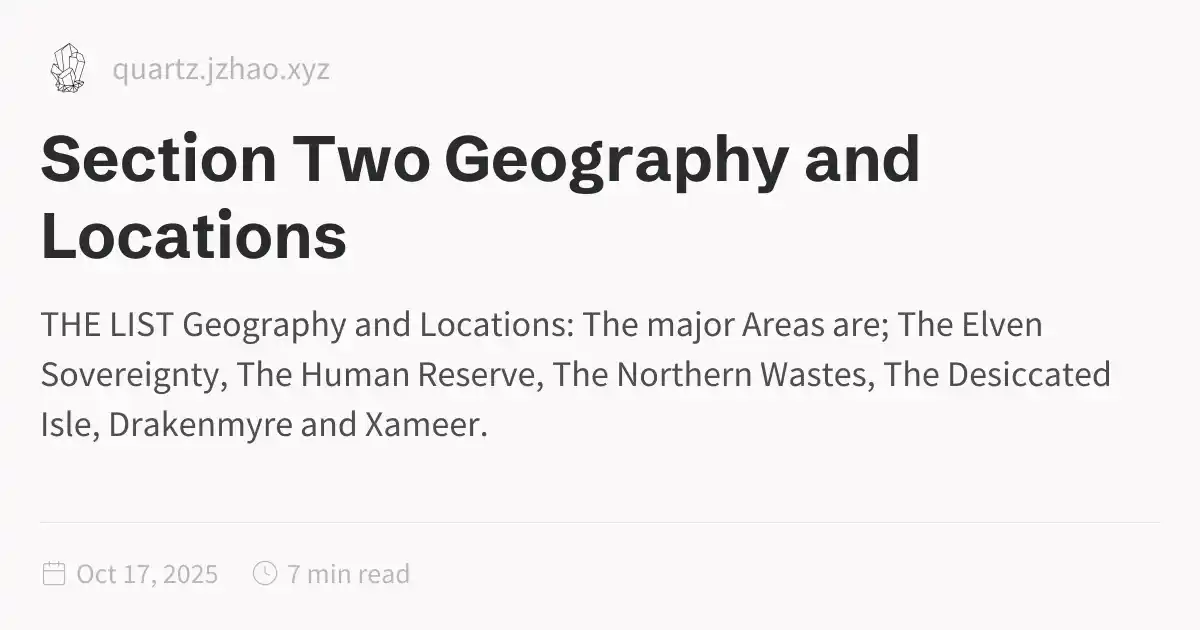 quartz.jzhao.xyz
Section Two Geography and
Locations
THE LIST Geography and Locations: The major Areas are; The Elven
Sovereignty, The Human Reserve, The Northern Wastes, The Desiccated
Isle, Drakenmyre and Xameer.
Oct 17, 2025 7 min read